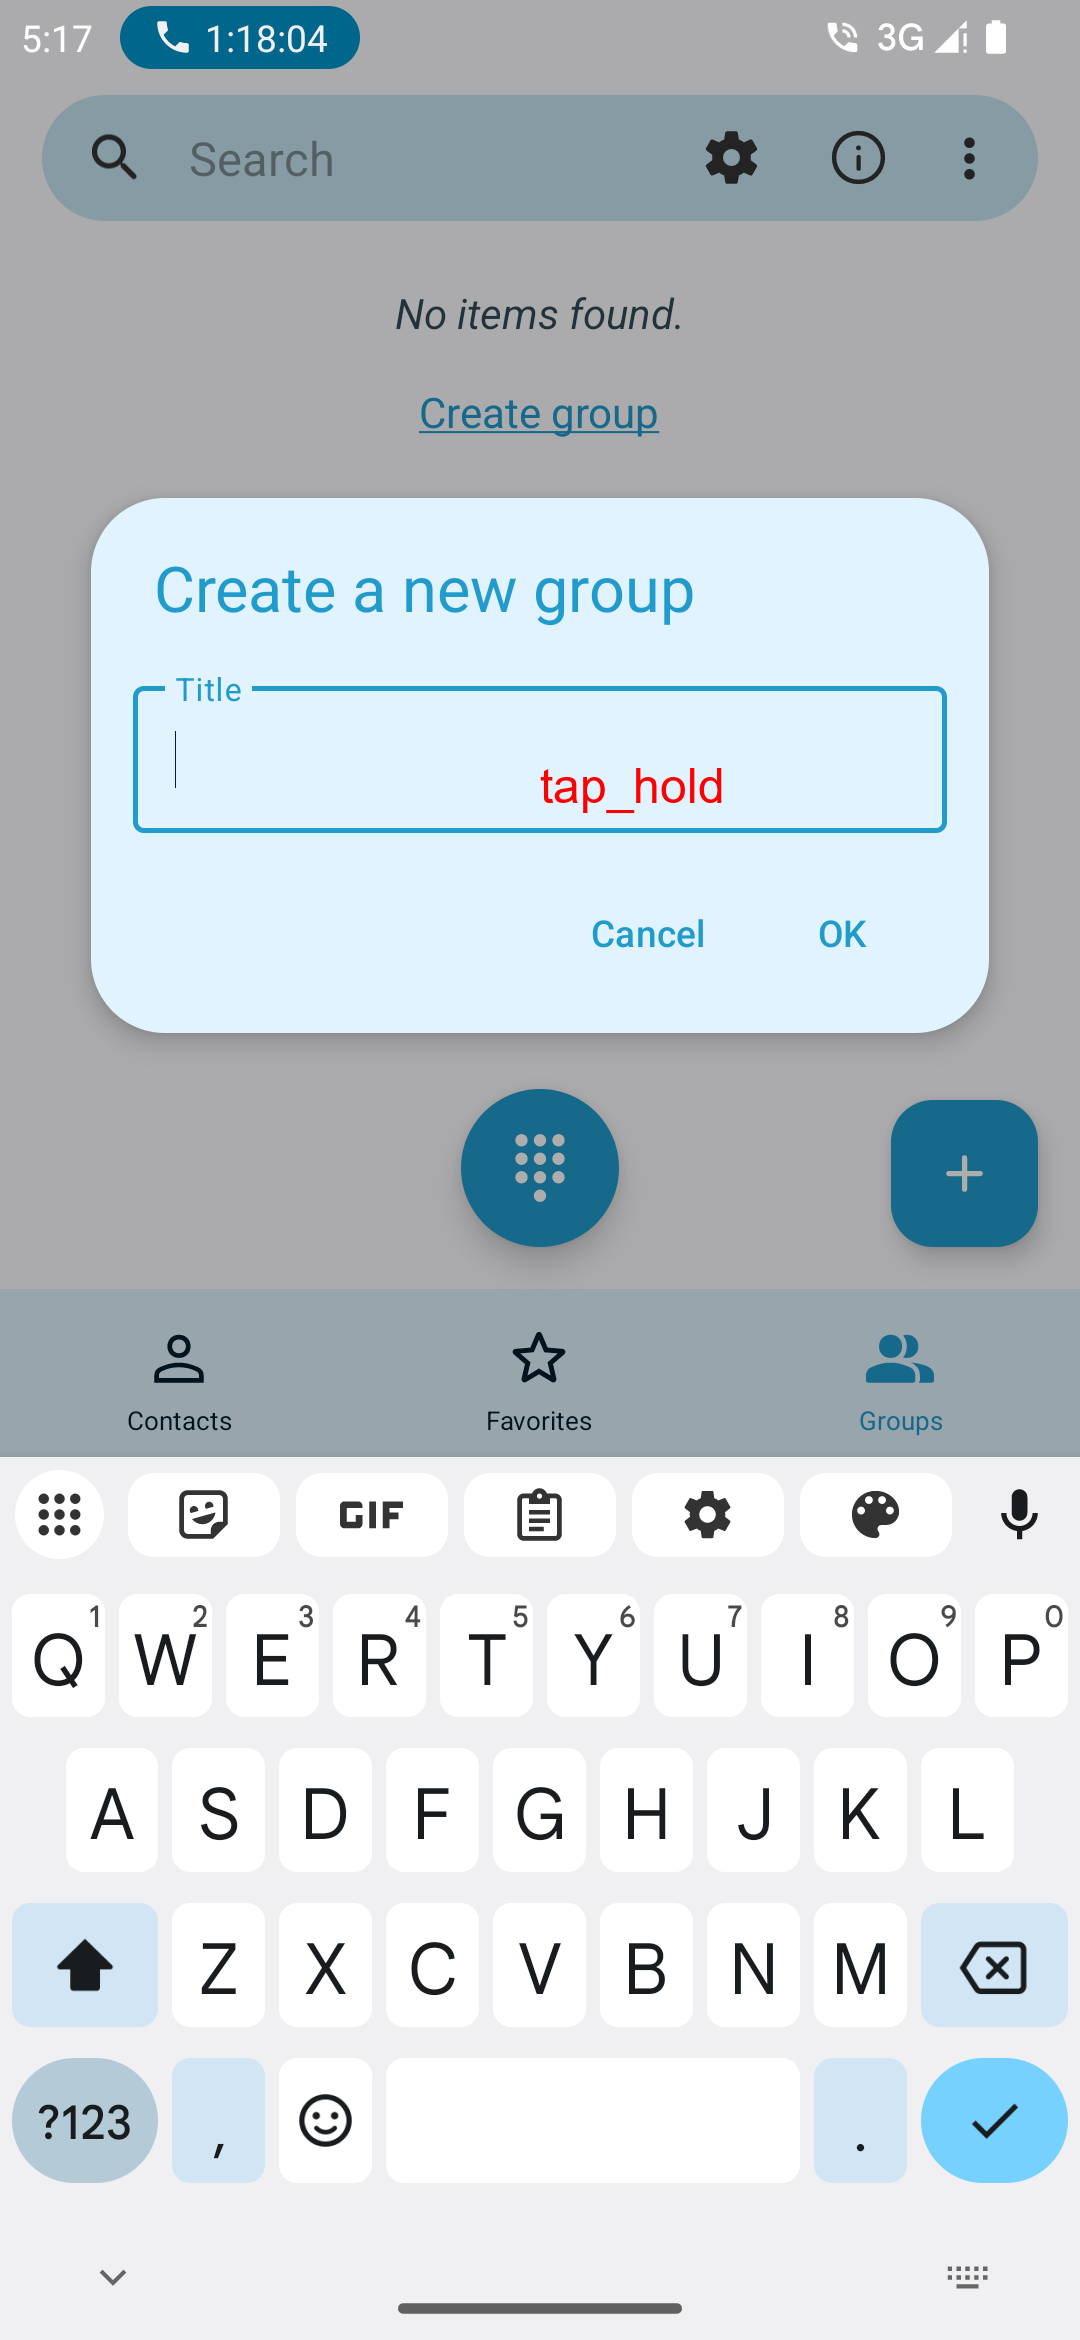 5:17 1:18:04 3G
Search
No items found.
Create group
Create a new group
Title
tap_hold
Cancel OK
Contacts Favorites Groups
GIF
Q 1 W 2 E 3 R 4 T 5 Y 6 U 7 I 8 O 9 P 0
A S D F G H J K L
Z X C V B N M
?123 , .